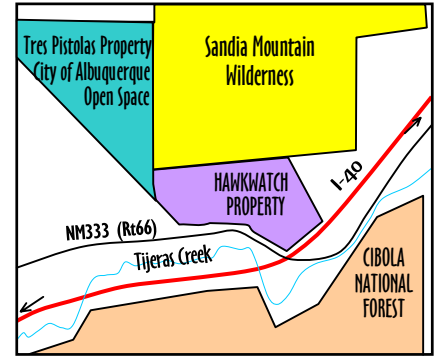 Tres Pistolas Property
City of Albuquerque
Open Space
Sandia Mountain
Wilderness
HAWKWATCH
PROPERTY
I-40
NM333 (Rt66)
Tijeras Creek
CIBOLA
NATIONAL
FOREST